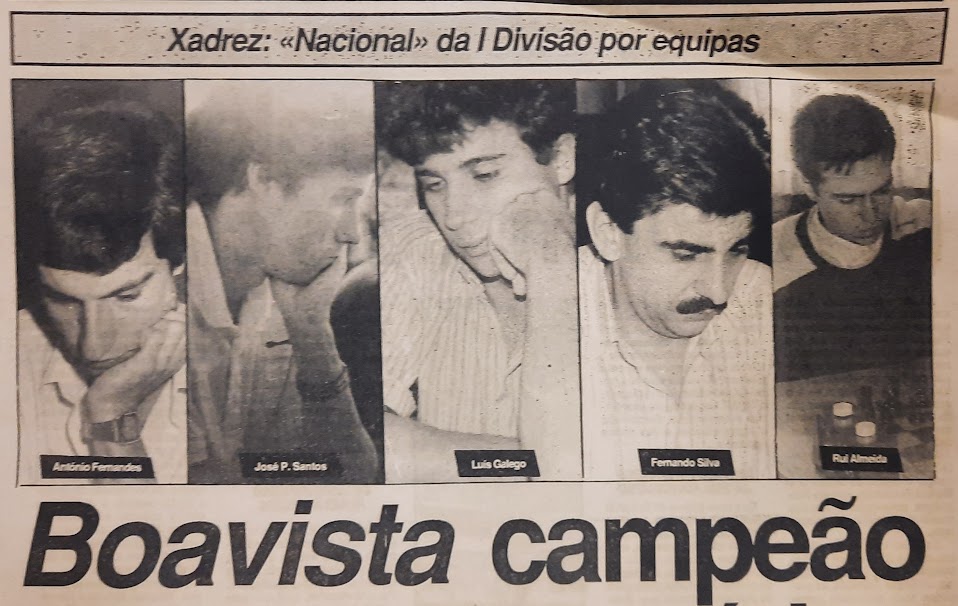 Xadrez: «Nacional» da I Divisão por equipas
António Fernandes
José P. Santos
Luís Galego
Fernando Silva
Rui Almeida
Boavista campeão